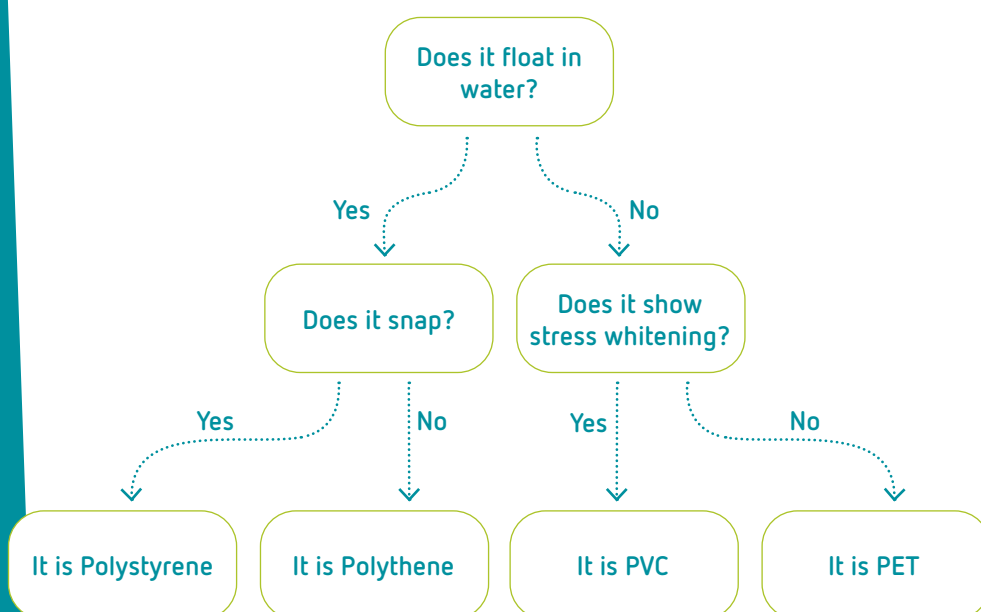 Does it float in
water?
Yes
No
Does it snap?
Does it show
stress whitening?
Yes
No
Yes
No
It is Polystyrene
It is Polythene
It is PVC
It is PET